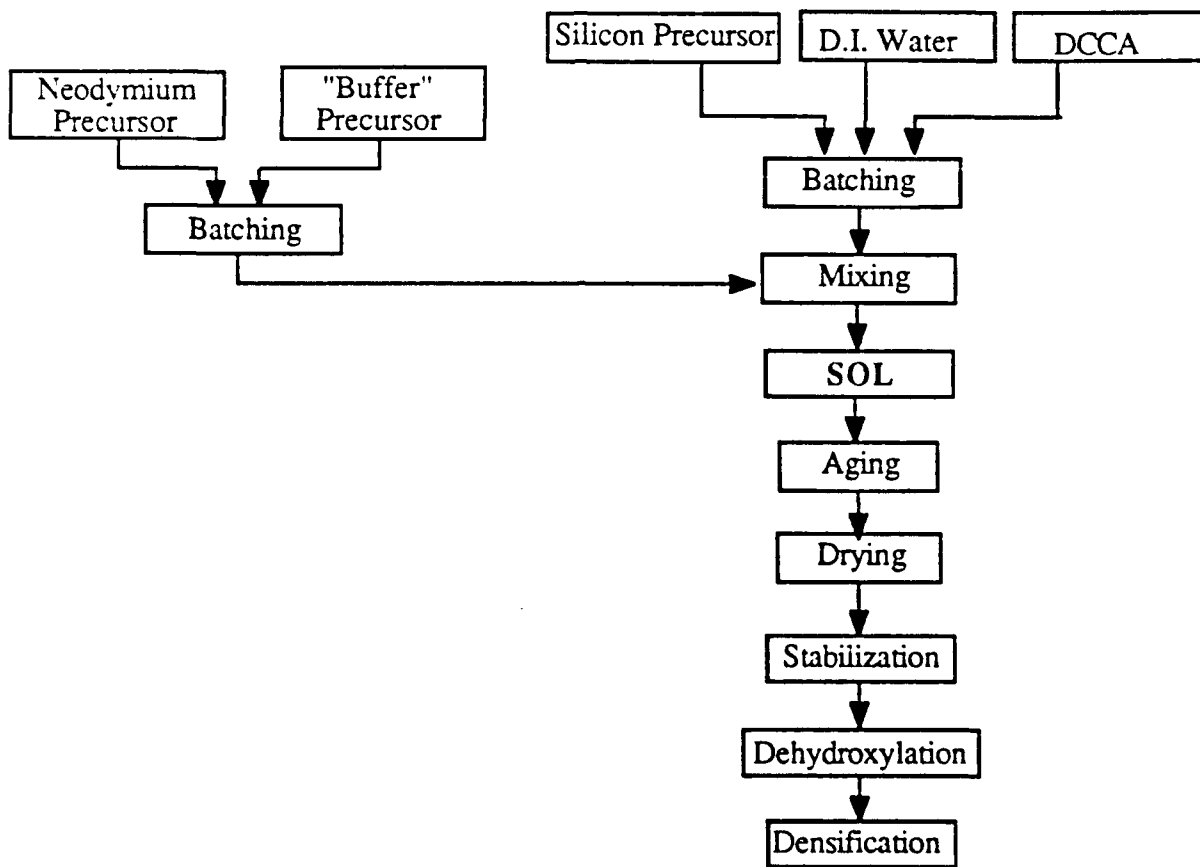 Silicon Precursor
D.I. Water
DCCA
Neodymium
Precursor
"Buffer"
Precursor
Batching
Batching
Mixing
SOL
Aging
Drying
Stabilization
Dehydroxylation
Densification